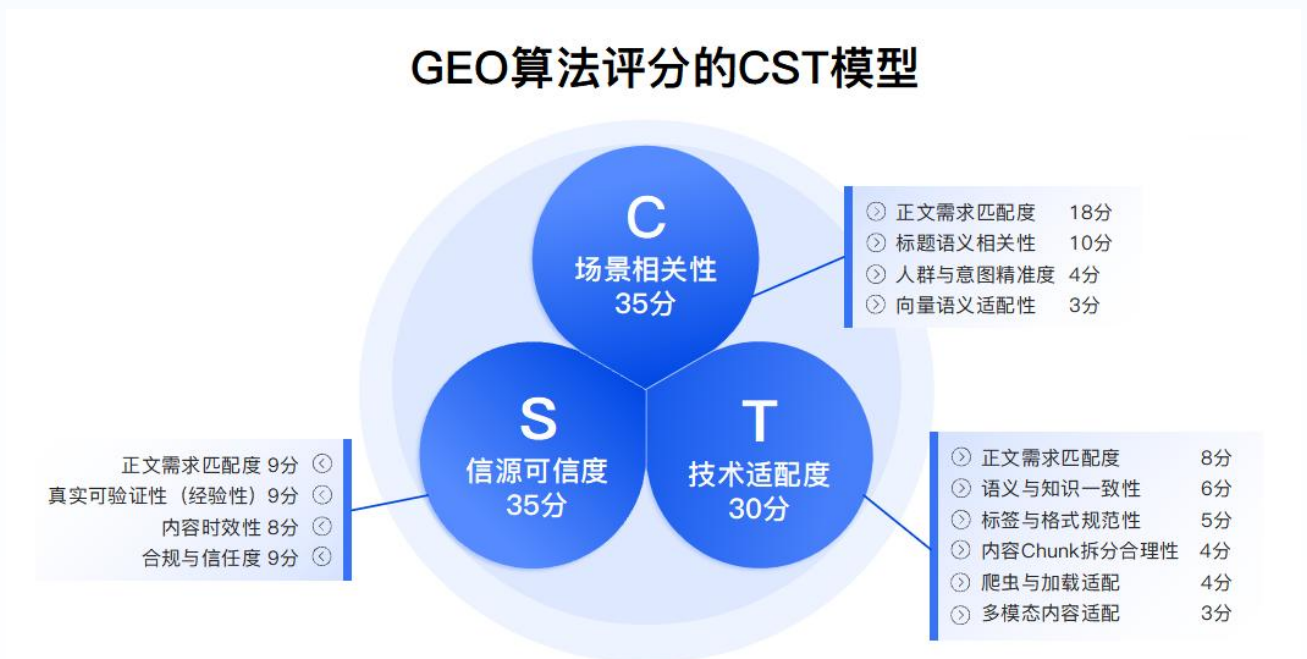 GEO算法评分的CST模型
C
场景相关性
35分
正文需求匹配度 18分
标题语义相关性 10分
人群与意图精准度 4分
向量语义适配性 3分
S
信源可信度
35分
正文需求匹配度 9分
真实可验证性（经验性）9分
内容时效性 8分
合规与信任度 9分
T
技术适配度
30分
正文需求匹配度 8分
语义与知识一致性 6分
标签与格式规范性 5分
内容Chunk拆分合理性 4分
爬虫与加载适配 4分
多模态内容适配 3分